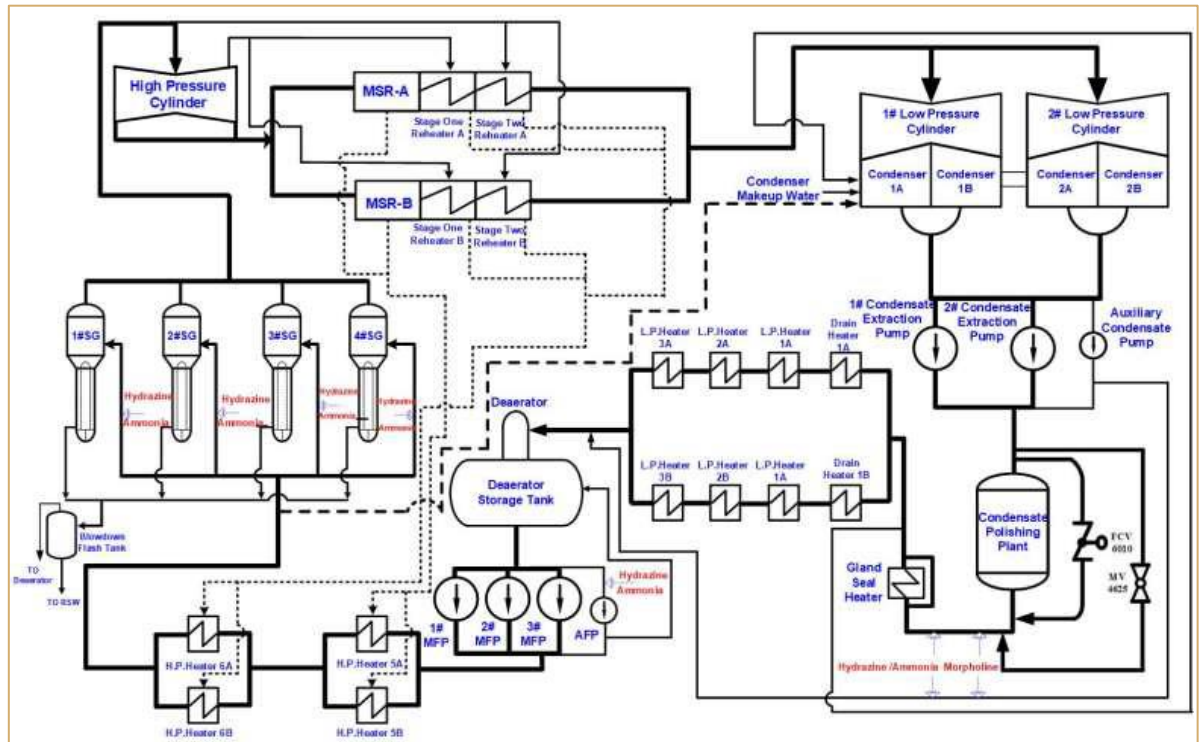 High Pressure
Cylinder
MSR-A
Stage One
Reheater A
Stage Two
Reheater A
MSR-B
Stage One
Reheater B
Stage Two
Reheater B
1# Low Pressure
Cylinder
2# Low Pressure
Cylinder
Condenser
1A
Condenser
1B
Condenser
2A
Condenser
2B
Condenser
Makeup Water
1#SG
2#SG
3#SG
4#SG
Hydrazine
Ammonia
Hydrazine
Ammonia
Hydrazine
Ammonia
Hydrazine
Ammonia
1# Condensate
Extraction
Pump
2# Condensate
Extraction
Pump
Auxiliary
Condensate
Pump
L.P.Heater
3A
L.P.Heater
2A
L.P.Heater
1A
Drain
Heater
1A
Deaerator
Deaerator
Storage Tank
L.P.Heater
3B
L.P.Heater
2B
L.P.Heater
1A
Drain
Heater 1B
Condensate
Polishing
Plant
FCV
6010
MV
4625
Blowdown
Flash Tank
TO
Deaerator
TO RSW
Gland
Seal
Heater
Hydrazine
Ammonia
1#
MFP
2#
MFP
3#
MFP
AFP
H.P.Heater 6A
H.P.Heater 5A
H.P.Heater 6B
H.P.Heater 5B
Hydrazine /Ammonia Morpholine